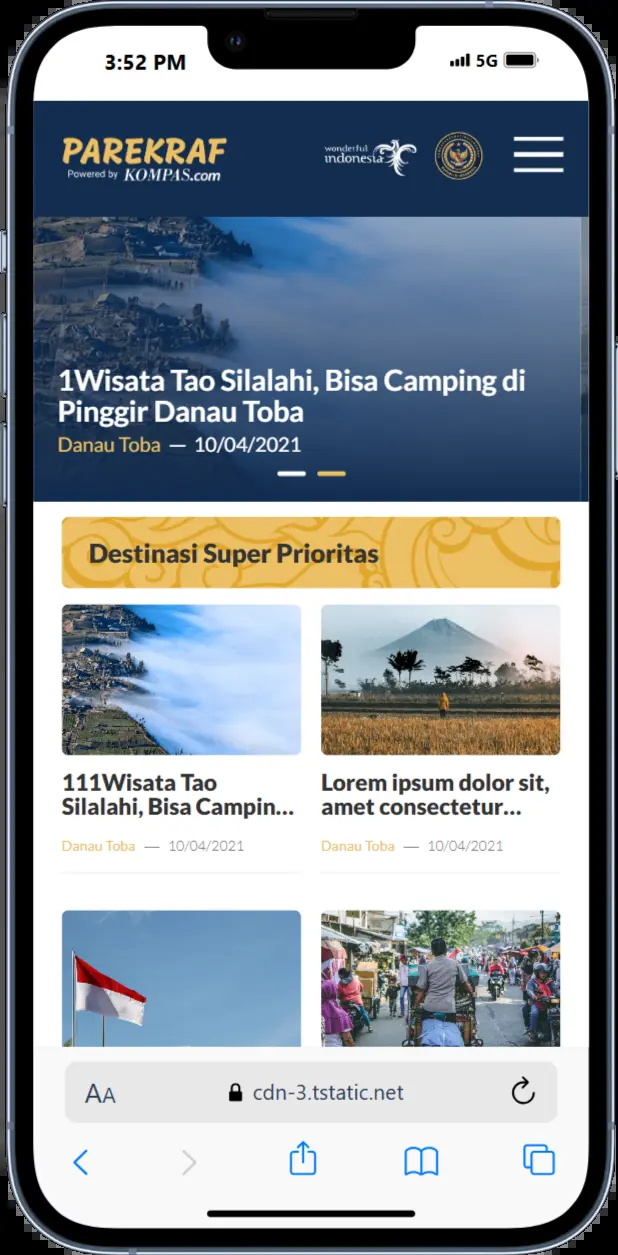 3:52 PM
5G
PAREKRAF
Powered by KOMPAS.com
wonderful
indonesia
1Wisata Tao Silalahi, Bisa Camping di
Pinggir Danau Toba
Danau Toba — 10/04/2021
Destinasi Super Prioritas
111Wisata Tao
Silalahi, Bisa Campin...
Danau Toba — 10/04/2021
Lorem ipsum dolor sit,
amet consectetur...
Danau Toba — 10/04/2021
AA
cdn-3.tstatic.net